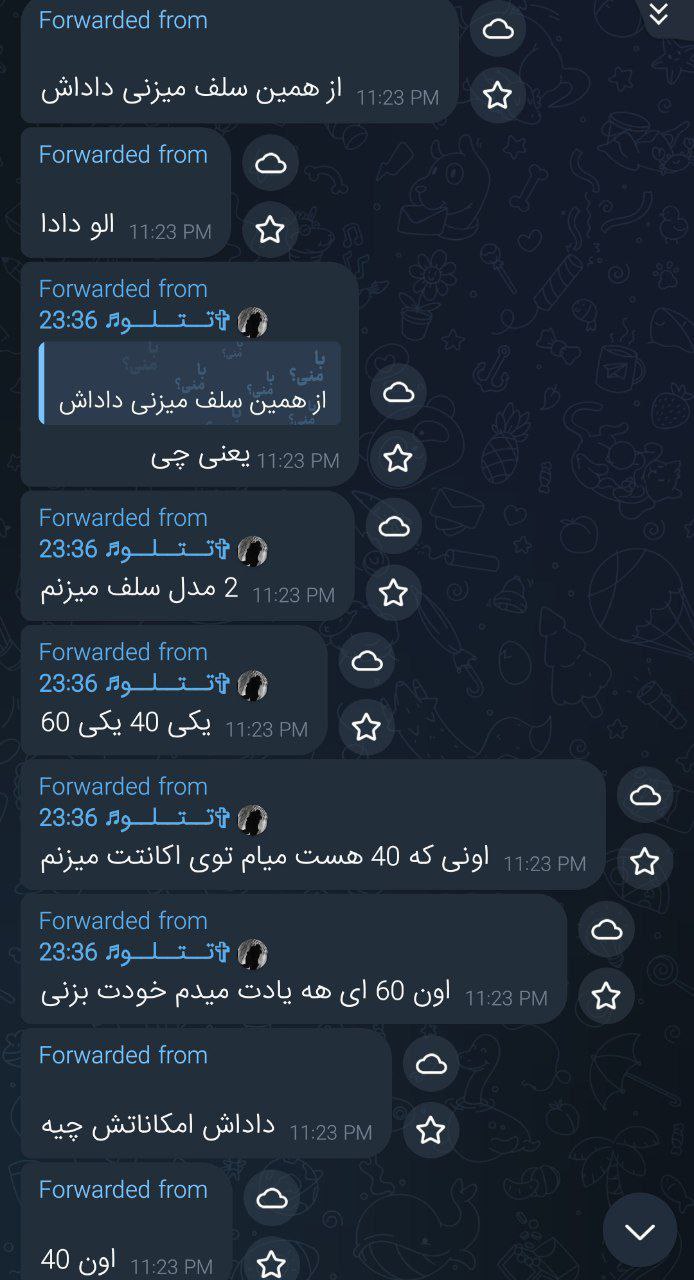 Forwarded from
از همین سلف میزنی داداش 11:23 PM
Forwarded from
الو دادا 11:23 PM
Forwarded from
23:36 ♬تــتــلــو✞
از همین سلف میزنی داداش
یعنی چی 11:23 PM
Forwarded from
23:36 ♬تــتــلــو✞
2 مدل سلف میزنم 11:23 PM
Forwarded from
23:36 ♬تــتــلــو✞
یکی 40 یکی 60 11:23 PM
Forwarded from
23:36 ♬تــتــلــو✞
اونی که 40 هست میام توی اکانتت میزنم 11:23 PM
Forwarded from
23:36 ♬تــتــلــو✞
اون 60 ای هه یادت میدم خودت بزنی 11:23 PM
Forwarded from
داداش امکاناتش چیه 11:23 PM
Forwarded from
اون 40 11:23 PM